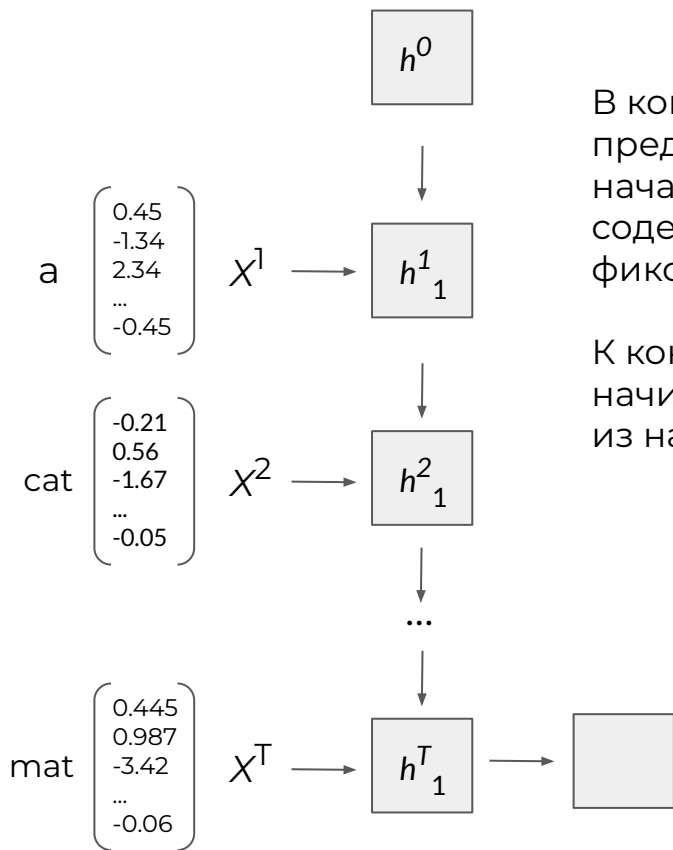 h⁰
a
0.45
-1.34
2.34
...
-0.45
X¹
h¹₁
cat
-0.21
0.56
-1.67
...
-0.05
X²
h²₁
...
mat
0.445
0.987
-3.42
...
-0.06
Xᵀ
hᵀ₁
В кон
пред
нача
соде
фикс
К кон
начи
из на